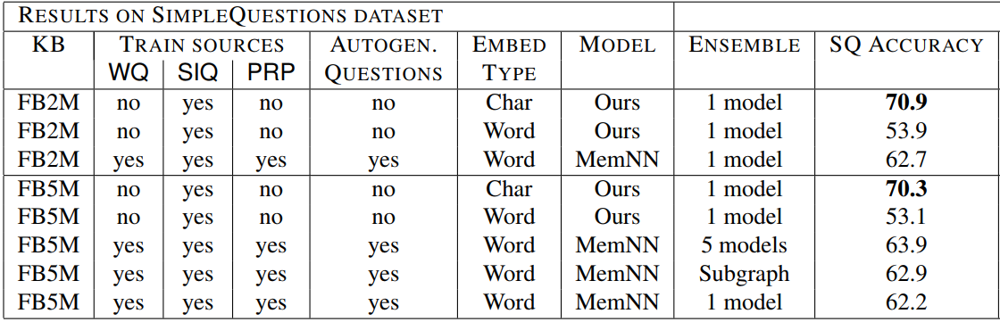 RESULTS ON SIMPLEQUESTIONS DATASET
KB TRAIN SOURCES AUTOGEN. EMBED MODEL ENSEMBLE SQ ACCURACY
WQ SIQ PRP QUESTIONS TYPE
FB2M no yes no no Char Ours 1 model 70.9
FB2M no yes no no Word Ours 1 model 53.9
FB2M yes yes yes yes Word MemNN 1 model 62.7
FB5M no yes no no Char Ours 1 model 70.3
FB5M no yes no no Word Ours 1 model 53.1
FB5M yes yes yes yes Word MemNN 5 models 63.9
FB5M yes yes yes yes Word MemNN Subgraph 62.9
FB5M yes yes yes yes Word MemNN 1 model 62.2